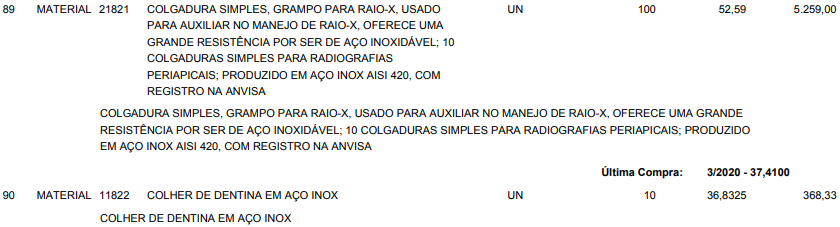 89 MATERIAL 21821 COLGADURA SIMPLES, GRAMPO PARA RAIO-X, USADO UN 100 52,59 5.259,00
PARA AUXILIAR NO MANEJO DE RAIO-X, OFERECE UMA
GRANDE RESISTÊNCIA POR SER DE AÇO INOXIDÁVEL; 10
COLGADURAS SIMPLES PARA RADIOGRAFIAS
PERIAPICAIS; PRODUZIDO EM AÇO INOX AISI 420, COM
REGISTRO NA ANVISA
COLGADURA SIMPLES, GRAMPO PARA RAIO-X, USADO PARA AUXILIAR NO MANEJO DE RAIO-X, OFERECE UMA GRANDE
RESISTÊNCIA POR SER DE AÇO INOXIDÁVEL; 10 COLGADURAS SIMPLES PARA RADIOGRAFIAS PERIAPICAIS; PRODUZIDO
EM AÇO INOX AISI 420, COM REGISTRO NA ANVISA
Última Compra: 3/2020 - 37,4100
90 MATERIAL 11822 COLHER DE DENTINA EM AÇO INOX UN 10 36,8325 368,33
COLHER DE DENTINA EM AÇO INOX